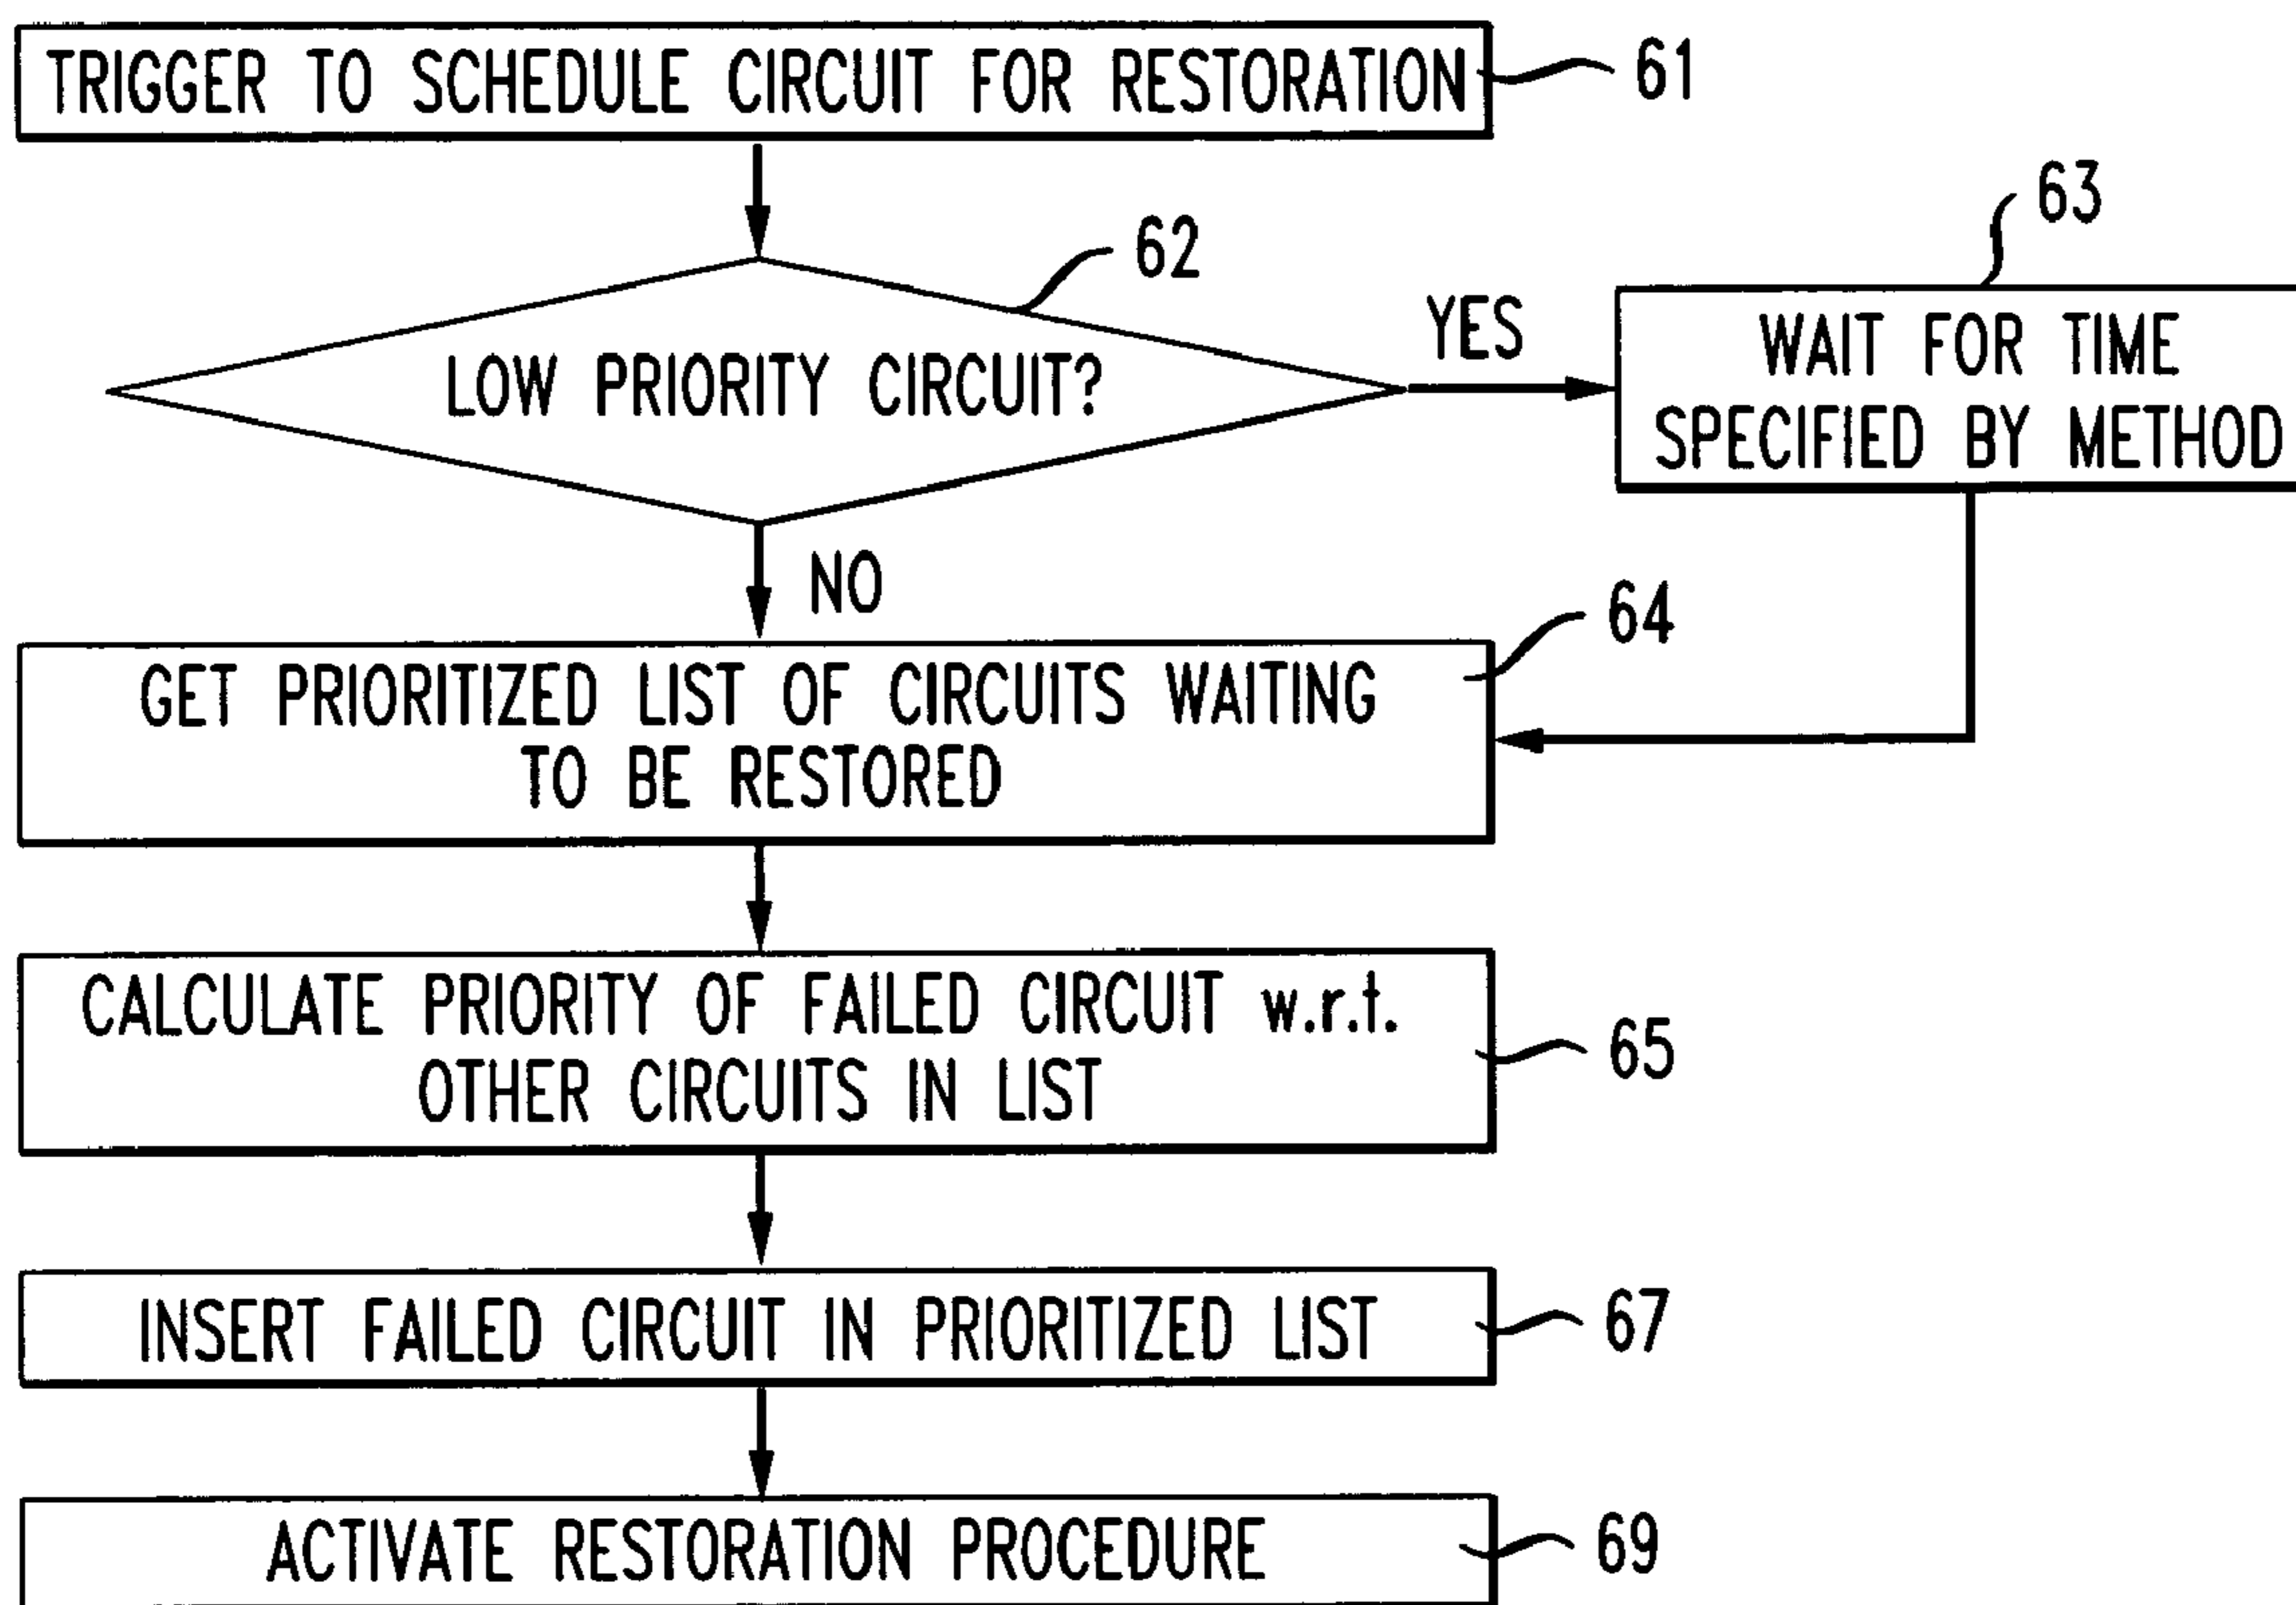 TRIGGER TO SCHEDULE CIRCUIT FOR RESTORATION
61
62
LOW PRIORITY CIRCUIT?
YES
63
WAIT FOR TIME
SPECIFIED BY METHOD
NO
64
GET PRIORITIZED LIST OF CIRCUITS WAITING
TO BE RESTORED
CALCULATE PRIORITY OF FAILED CIRCUIT w.r.t.
OTHER CIRCUITS IN LIST
65
INSERT FAILED CIRCUIT IN PRIORITIZED LIST
67
ACTIVATE RESTORATION PROCEDURE
69